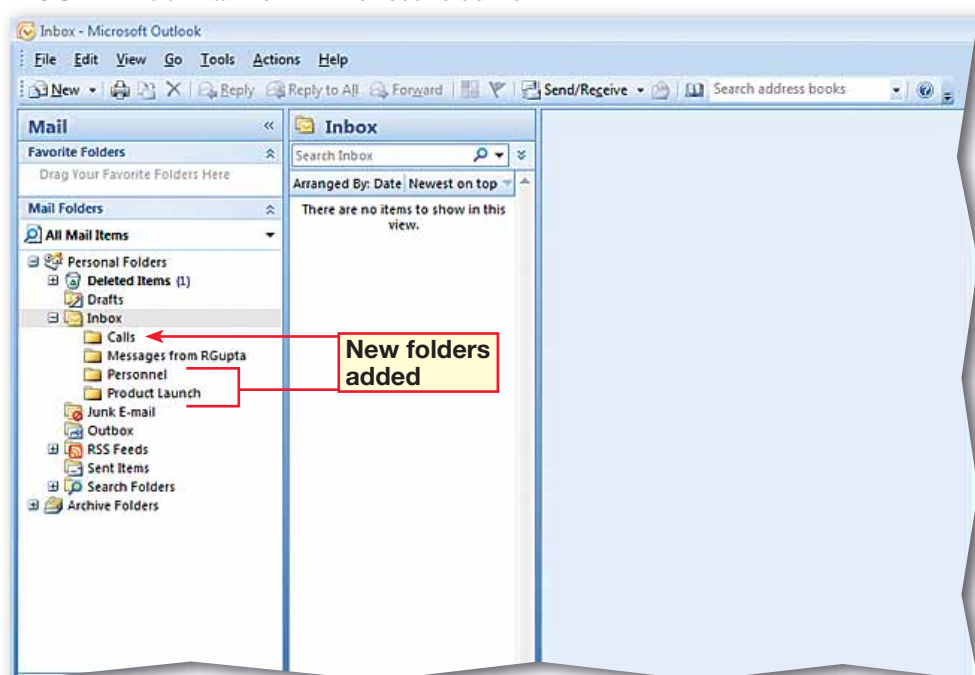 Inbox - Microsoft Outlook
File Edit View Go Tools Actions Help
New Reply Reply to All Forward Send/Receive Search address books
Mail
Favorite Folders
Drag Your Favorite Folders Here
Mail Folders
All Mail Items
Personal Folders
Deleted Items (1)
Drafts
Inbox
Calls
Messages from RGupta
Personnel
Product Launch
Junk E-mail
Outbox
RSS Feeds
Sent Items
Search Folders
Archive Folders
Inbox
Search Inbox
Arranged By: Date Newest on top
There are no items to show in this
view.
New folders
added